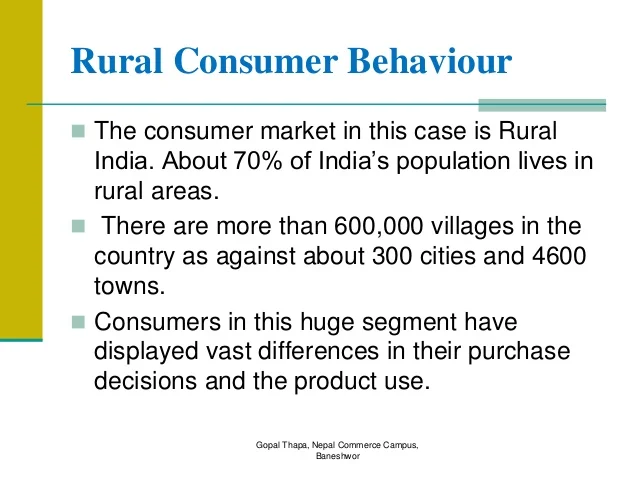 Rural Consumer Behaviour
The consumer market in this case is Rural
India. About 70% of India's population lives in
rural areas.
There are more than 600,000 villages in the
country as against about 300 cities and 4600
towns.
Consumers in this huge segment have
displayed vast differences in their purchase
decisions and the product use.
Gopal Thapa, Nepal Commerce Campus,
Baneshwor